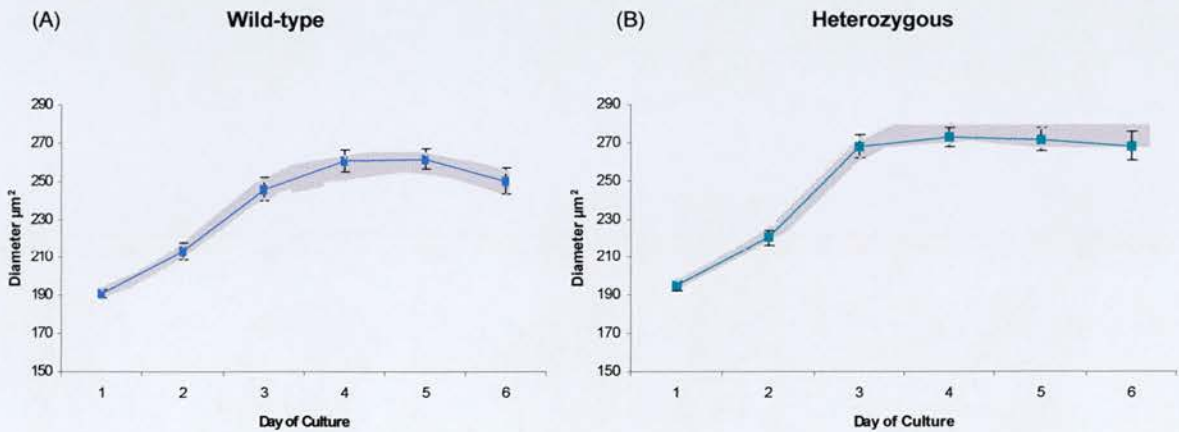 (A) Wild-type
290
270
250
230
210
190
170
150
Diameter µm²
1 2 3 4 5 6
Day of Culture
(B) Heterozygous
290
270
250
230
210
190
170
150
Diameter µm²
1 2 3 4 5 6
Day of Culture